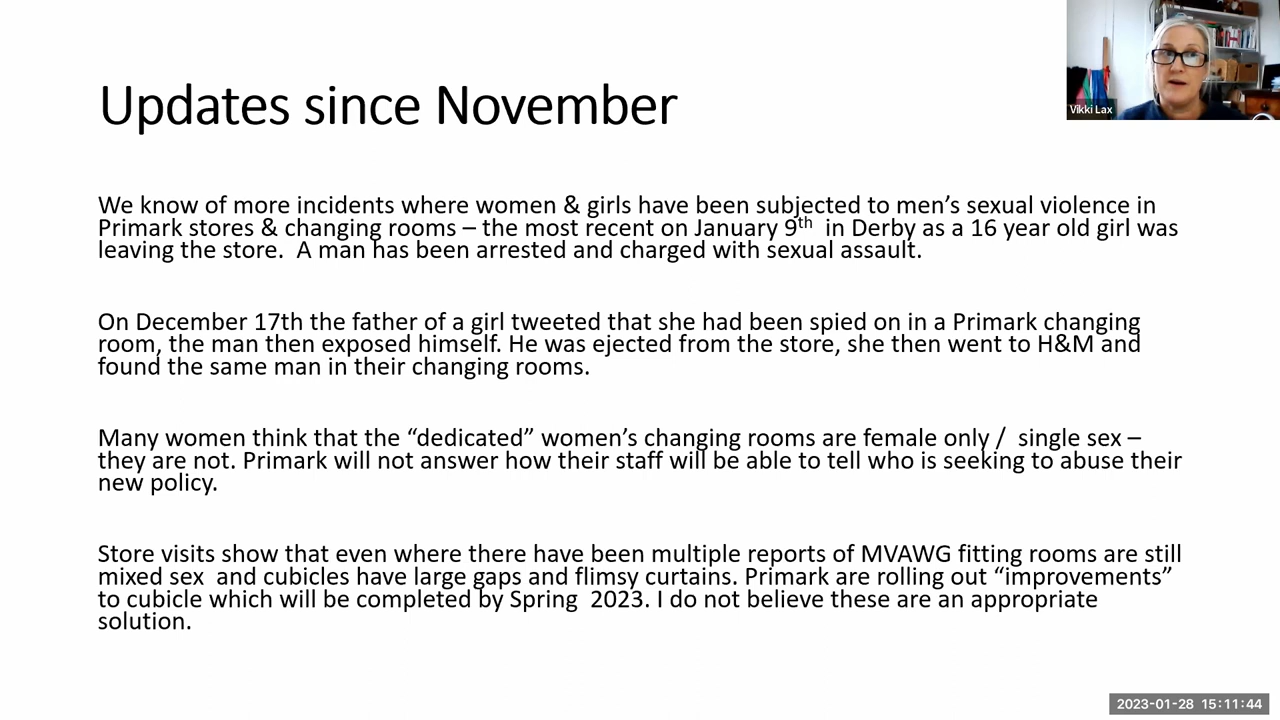 Updates since November
Vikki Lax
We know of more incidents where women & girls have been subjected to men’s sexual violence in
Primark stores & changing rooms – the most recent on January 9th  in Derby as a 16 year old girl was
leaving the store.  A man has been arrested and charged with sexual assault.
On December 17th the father of a girl tweeted that she had been spied on in a Primark changing
room, the man then exposed himself. He was ejected from the store, she then went to H&M and
found the same man in their changing rooms.
Many women think that the “dedicated” women’s changing rooms are female only /  single sex –
they are not. Primark will not answer how their staff will be able to tell who is seeking to abuse their
new policy.
Store visits show that even where there have been multiple reports of MVAWG fitting rooms are still
mixed sex  and cubicles have large gaps and flimsy curtains. Primark are rolling out “improvements”
to cubicle which will be completed by Spring  2023. I do not believe these are an appropriate
solution.
2023-01-28 15:11:44